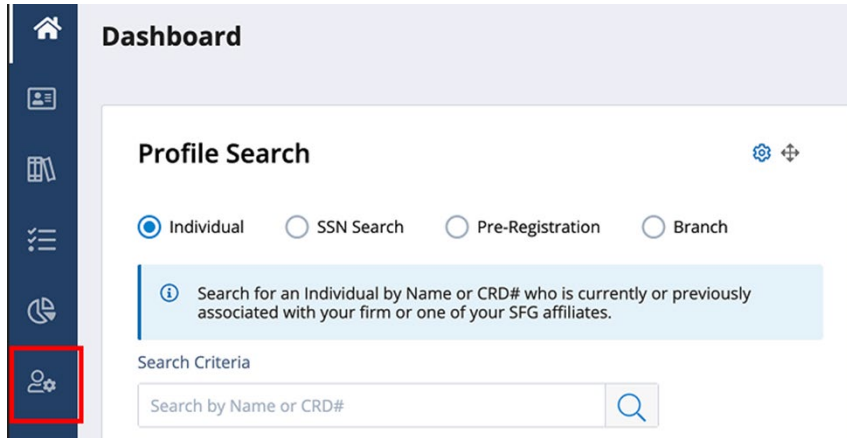 Dashboard
Profile Search
Individual SSN Search Pre-Registration Branch
Search for an Individual by Name or CRD# who is currently or previously
associated with your firm or one of your SFG affiliates.
Search Criteria
Search by Name or CRD#